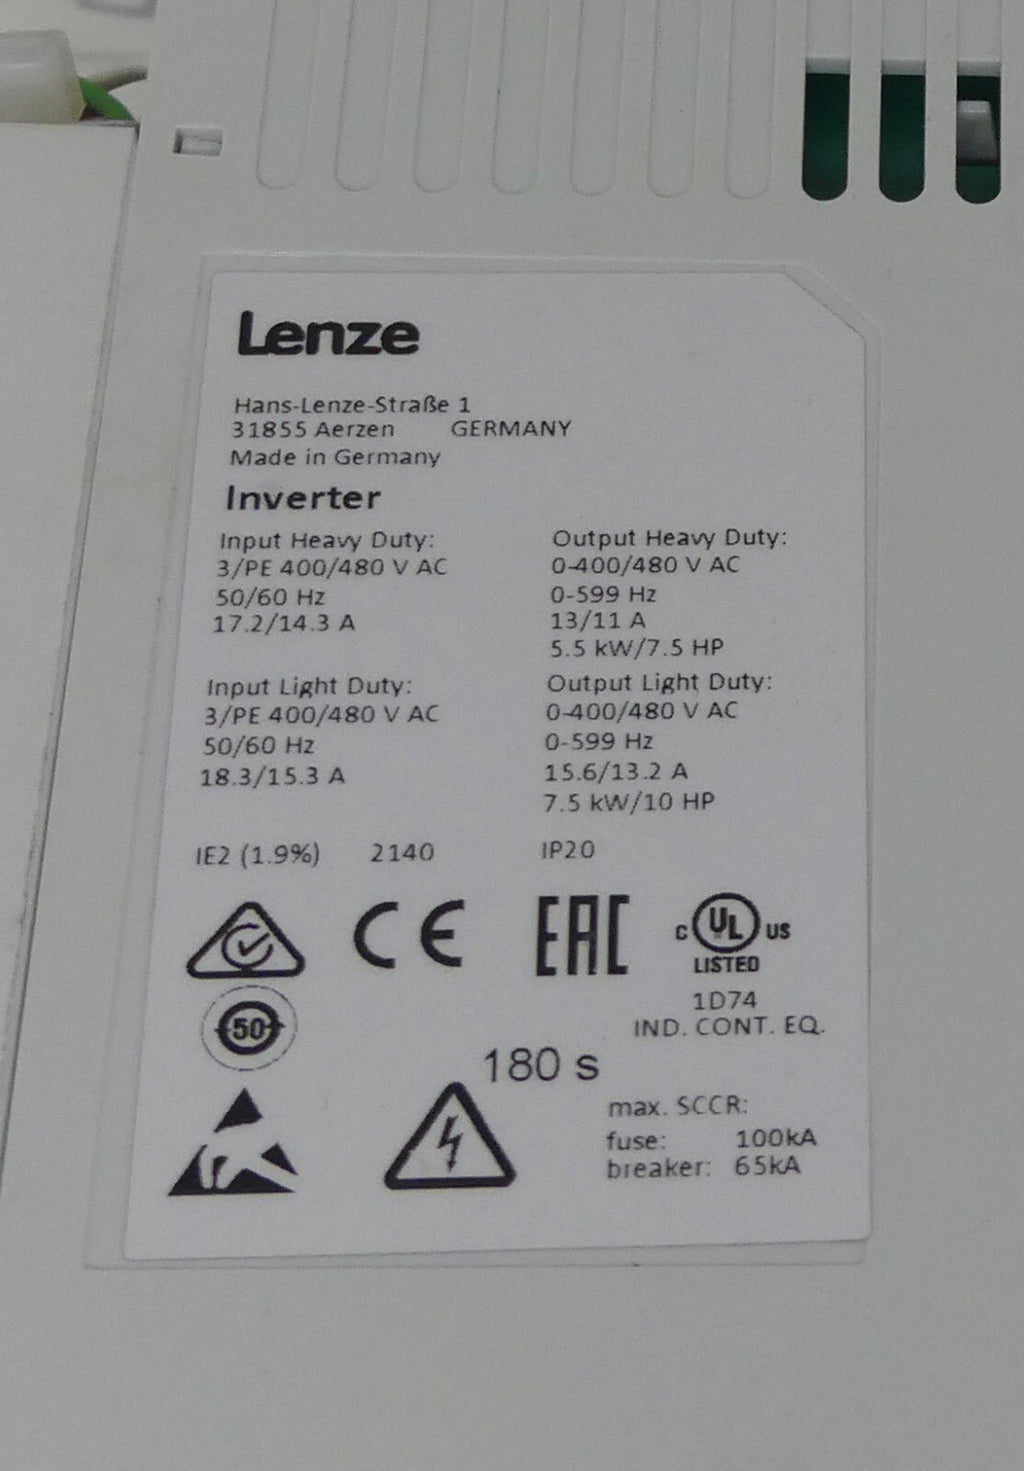 Lenze
Hans-Lenze-Straße 1
31855 Aerzen GERMANY
Made in Germany
Inverter
Input Heavy Duty:
3/PE 400/480 V AC
50/60 Hz
17.2/14.3 A
Output Heavy Duty:
0-400/480 V AC
0-599 Hz
13/11 A
5.5 kW/7.5 HP
Input Light Duty:
3/PE 400/480 V AC
50/60 Hz
18.3/15.3 A
Output Light Duty:
0-400/480 V AC
0-599 Hz
15.6/13.2 A
7.5 kW/10 HP
IE2 (1.9%) 2140 IP20
CE EAC C UL US
LISTED
1D74
IND. CONT. EQ.
50
180 s
max. SCCR:
fuse: 100kA
breaker: 65kA